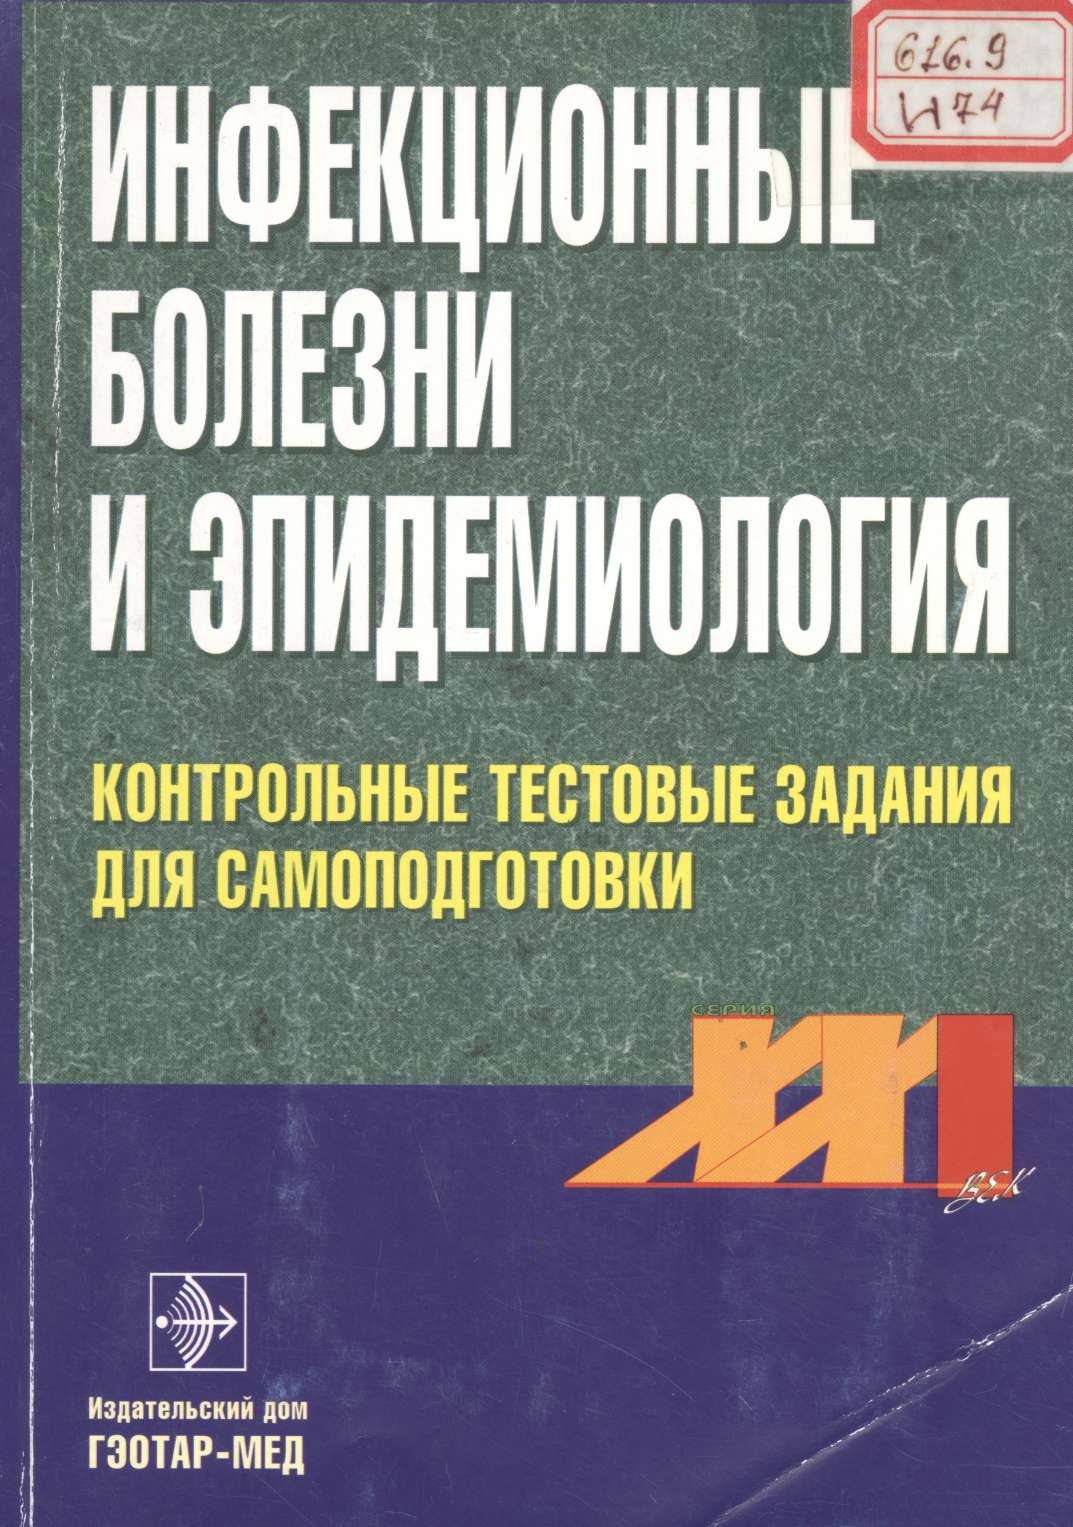 616.9
И74
ИНФЕКЦИОННЫЕ
БОЛЕЗНИ
И ЭПИДЕМИОЛОГИЯ
КОНТРОЛЬНЫЕ ТЕСТОВЫЕ ЗАДАНИЯ
ДЛЯ САМОПОДГОТОВКИ
СЕРИЯ
XXI
ВЕК
Издательский дом
ГЭОТАР-МЕД